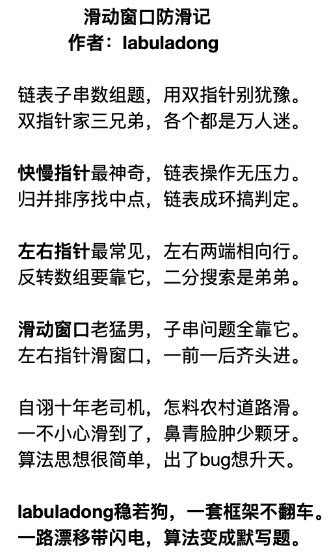 滑动窗口防滑记
作者：labuladong
链表子串数组题，用双指针别犹豫。
双指针家三兄弟，各个都是万人迷。
快慢指针最神奇，链表操作无压力。
归并排序找中点，链表成环搞判定。
左右指针最常见，左右两端相向行。
反转数组要靠它，二分搜索是弟弟。
滑动窗口老猛男，子串问题全靠它。
左右指针滑窗口，一前一后齐头进。
自诩十年老司机，怎料农村道路滑。
一不小心滑到了，鼻青脸肿少颗牙。
算法思想很简单，出了bug想升天。
labuladong稳若狗，一套框架不翻车。
一路漂移带闪电，算法变成默写题。